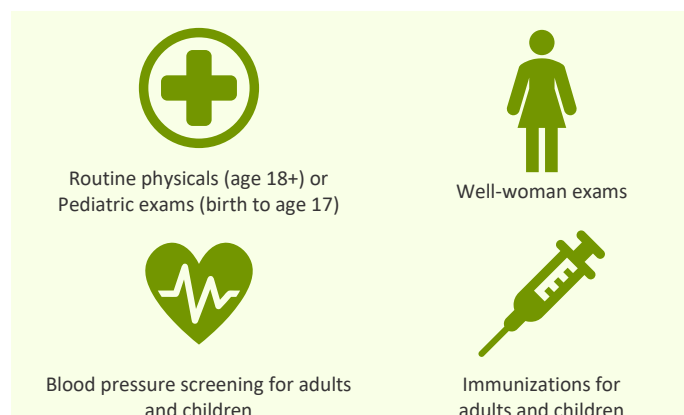 Routine physicals (age 18+) or
Pediatric exams (birth to age 17)
Well-woman exams
Blood pressure screening for adults
and children
Immunizations for
adults and children